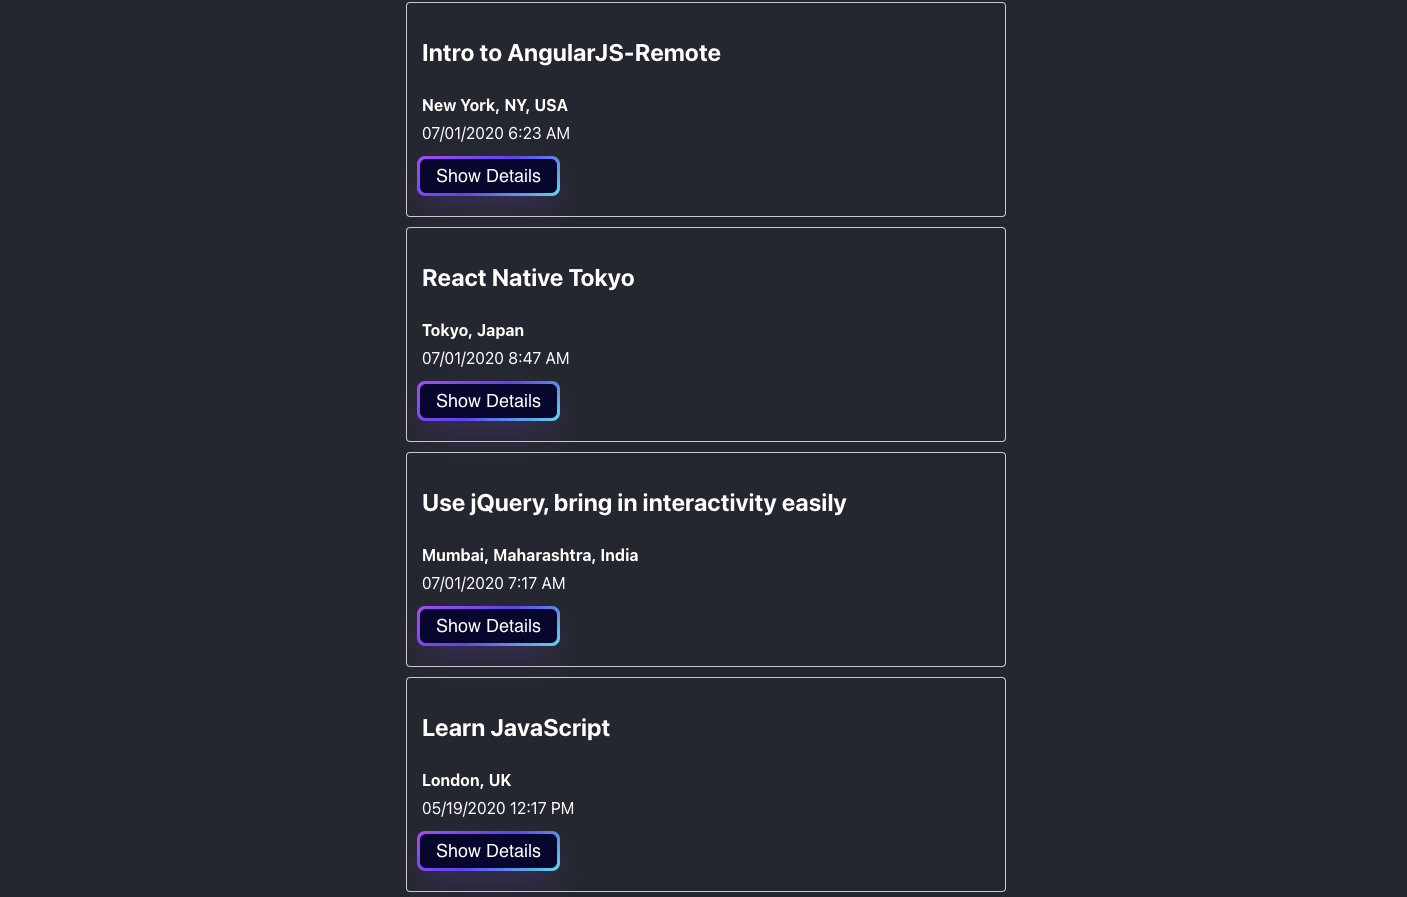 Intro to AngularJS-Remote
New York, NY, USA
07/01/2020 6:23 AM
Show Details
React Native Tokyo
Tokyo, Japan
07/01/2020 8:47 AM
Show Details
Use jQuery, bring in interactivity easily
Mumbai, Maharashtra, India
07/01/2020 7:17 AM
Show Details
Learn JavaScript
London, UK
05/19/2020 12:17 PM
Show Details